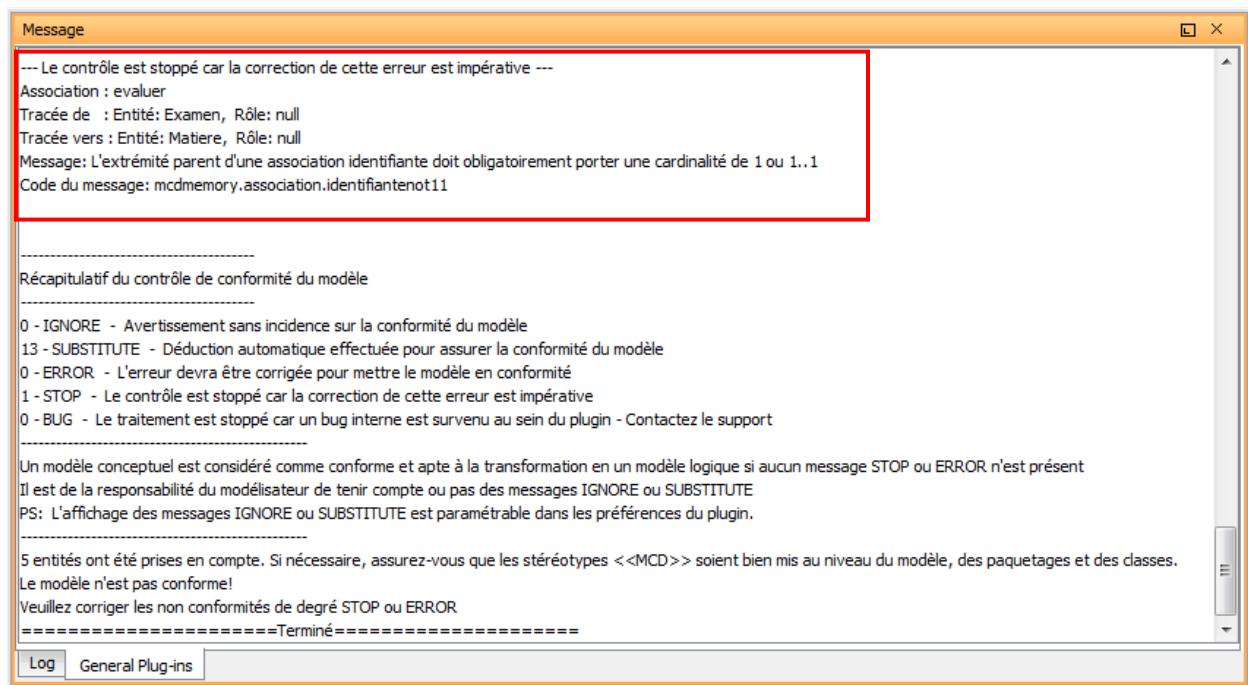 Message
--- Le contrôle est stoppé car la correction de cette erreur est impérative ---
Association : evaluer
Tracée de   : Entité: Examen,  Rôle: null
Tracée vers : Entité: Matiere,  Rôle: null
Message: L'extrémité parent d'une association identifiante doit obligatoirement porter une cardinalité de 1 ou 1..1
Code du message: mcdmemory.association.identifiantenot11
----------------------------------------
Récapitulatif du contrôle de conformité du modèle
----------------------------------------
0 - IGNORE  -  Avertissement sans incidence sur la conformité du modèle
13 - SUBSTITUTE  -  Déduction automatique effectuée pour assurer la conformité du modèle
0 - ERROR  -  L'erreur devra être corrigée pour mettre le modèle en conformité
1 - STOP  -  Le contrôle est stoppé car la correction de cette erreur est impérative
0 - BUG  -  Le traitement est stoppé car un bug interne est survenu au sein du plugin - Contactez le support
-------------------------------------------------
Un modèle conceptuel est considéré comme conforme et apte à la transformation en un modèle logique si aucun message STOP ou ERROR n'est présent
Il est de la responsabilité du modélisateur de tenir compte ou pas des messages IGNORE ou SUBSTITUTE
PS:  L'affichage des messages IGNORE ou SUBSTITUTE est paramétrable dans les préférences du plugin.
-------------------------------------------------
5 entités ont été prises en compte. Si nécessaire, assurez-vous que les stéréotypes <<MCD>> soient bien mis au niveau du modèle, des paquetages et des classes.
Le modèle n'est pas conforme!
Veuillez corriger les non conformités de degré STOP ou ERROR
======================Terminé=====================
Log
General Plug-ins